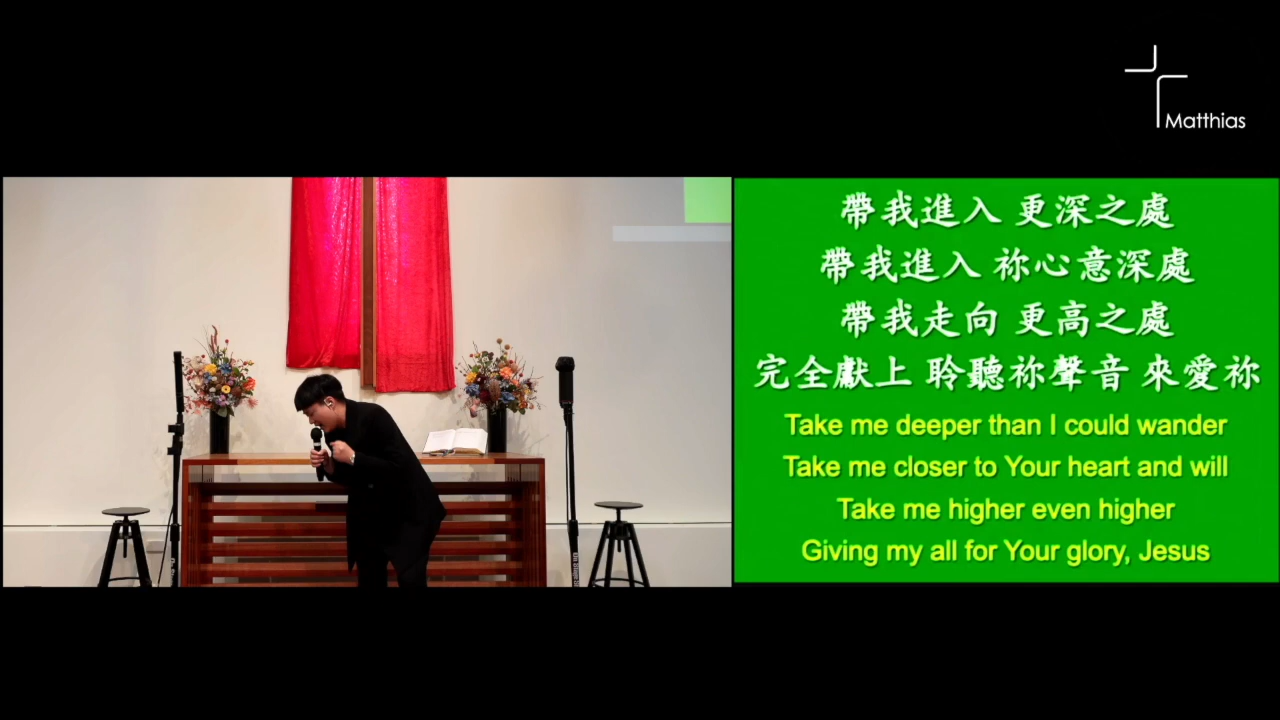 Matthias
帶我進入 更深之處
帶我進入 祢心意深處
帶我走向 更高之處
完全獻上 聆聽祢聲音 來愛祢
Take me deeper than I could wander
Take me closer to Your heart and will
Take me higher even higher
Giving my all for Your glory, Jesus